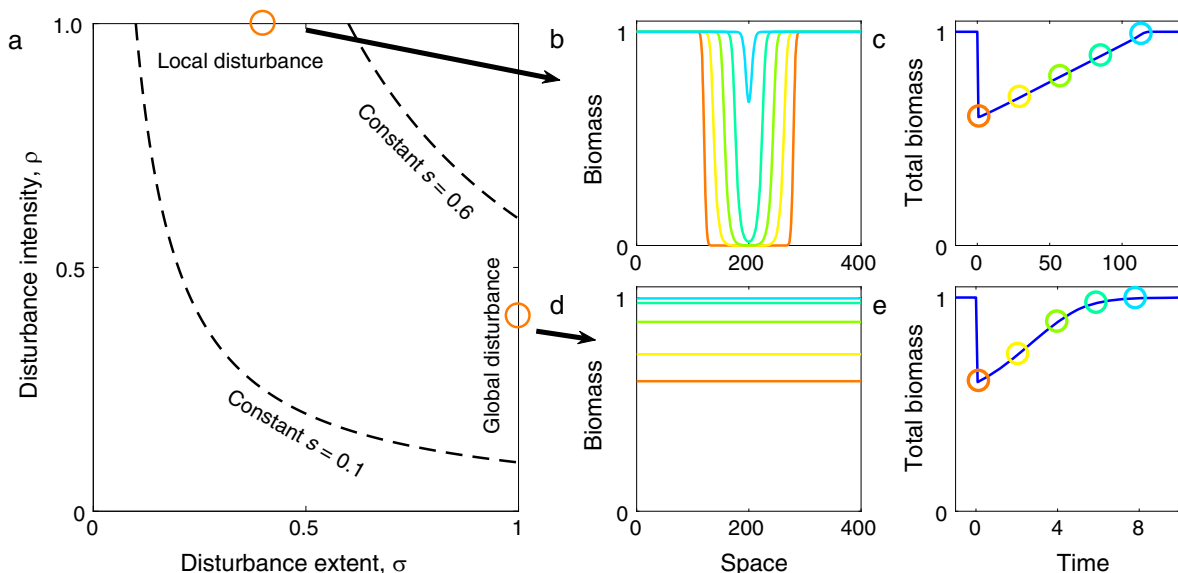 a
1.0
0.5
0
0
0.5
1
Disturbance intensity, ρ
Disturbance extent, σ
Local disturbance
Constant s = 0.6
Constant s = 0.1
Global disturbance
b
Biomass
1
0
0
200
400
c
Total biomass
1
0
0
50
100
d
Biomass
1
0
0
200
400
Space
e
Total biomass
1
0
0
4
8
Time